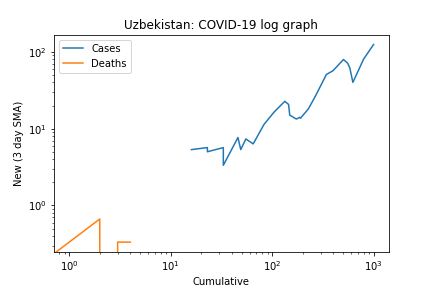 Uzbekistan: COVID-19 log graph
Cases
Deaths
New (3 day SMA)
10²
10¹
10⁰
10⁰ 10¹ 10² 10³
Cumulative